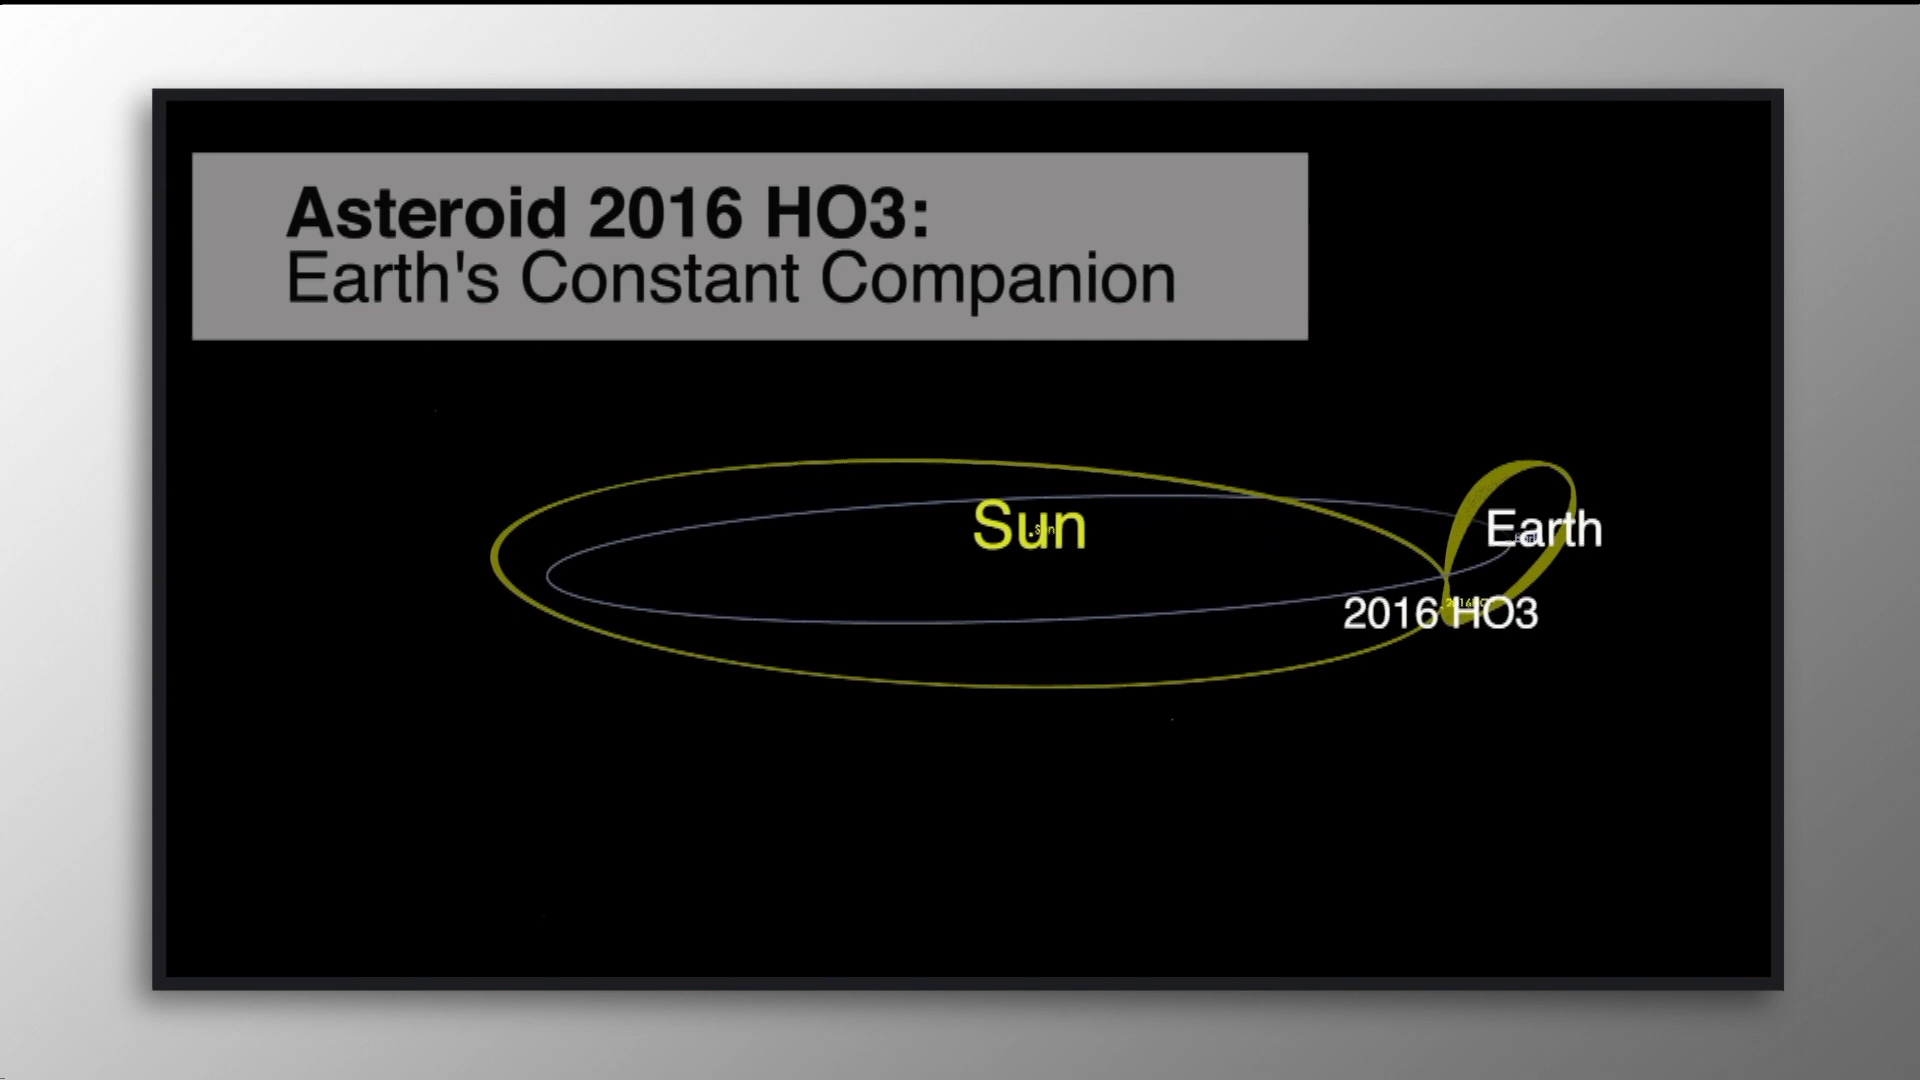 Asteroid 2016 HO3:
Earth's Constant Companion
Sun
Earth
2016 HO3